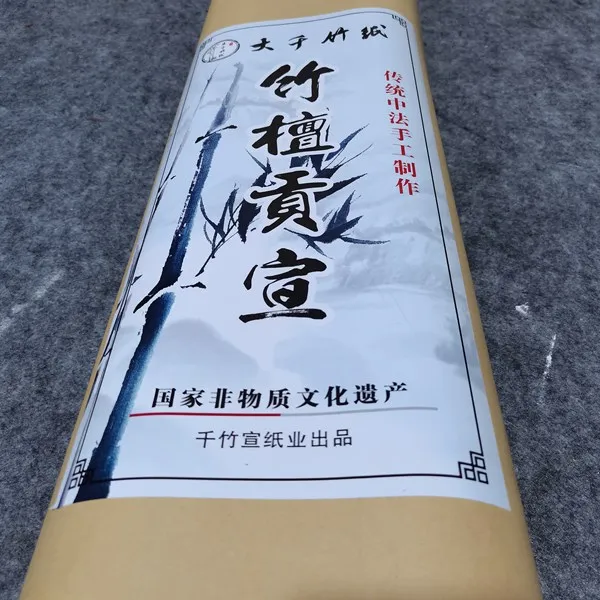 大千竹纸
竹檀贡宣
传统中法手工制作
国家非物质文化遗产
千竹宣纸业出品